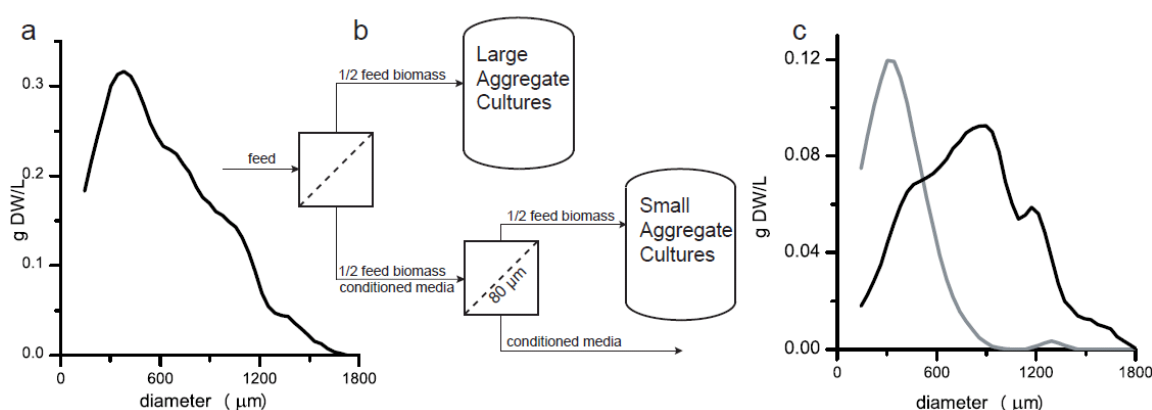 a
0.3
0.2
0.1
0.0
g DW/L
0
600
1200
1800
diameter ( μm)
b
feed
1/2 feed biomass
Large
Aggregate
Cultures
1/2 feed biomass
conditioned media
80 μm
1/2 feed biomass
Small
Aggregate
Cultures
conditioned media
c
0.12
0.08
0.04
0.00
g DW/L
0
600
1200
1800
diameter ( μm)